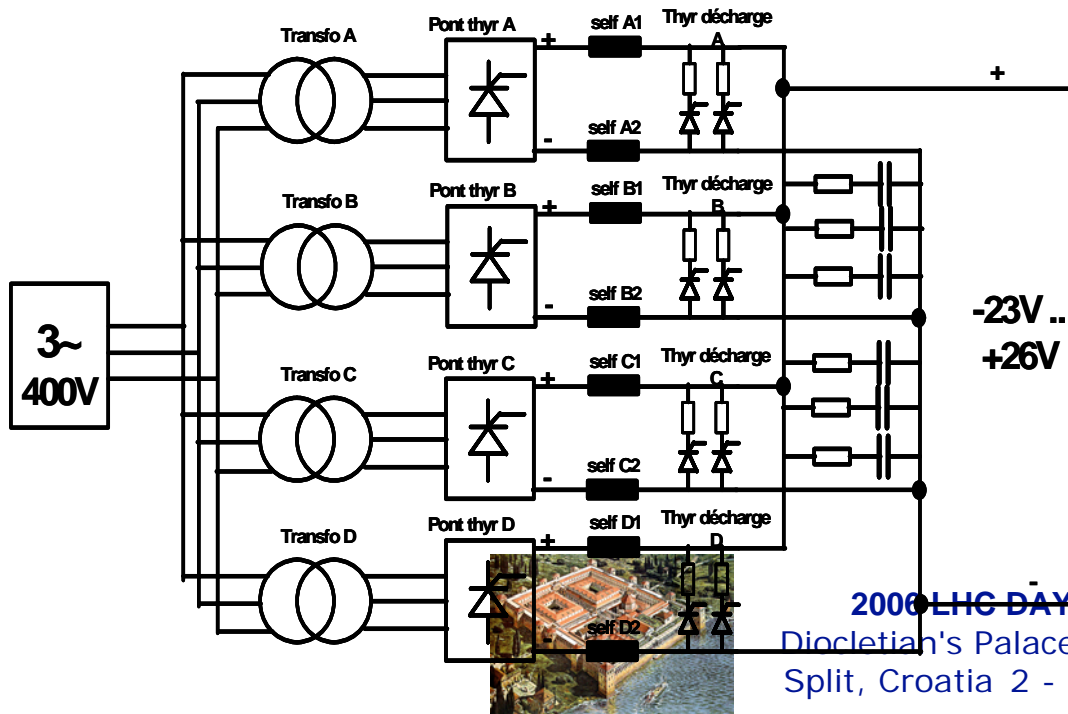 Transfo A
Pont thyr A
self A1
Thyr décharge
A
+
-
self A2
+
Transfo B
Pont thyr B
self B1
Thyr décharge
B
+
-
self B2
3~
400V
-23V ..
+26V
Transfo C
Pont thyr C
self C1
Thyr décharge
C
+
-
self C2
Transfo D
Pont thyr D
self D1
Thyr décharge
D
+
-
self D2
-
2006 LHC DAY
Diocletian's Palace
Split, Croatia 2 -